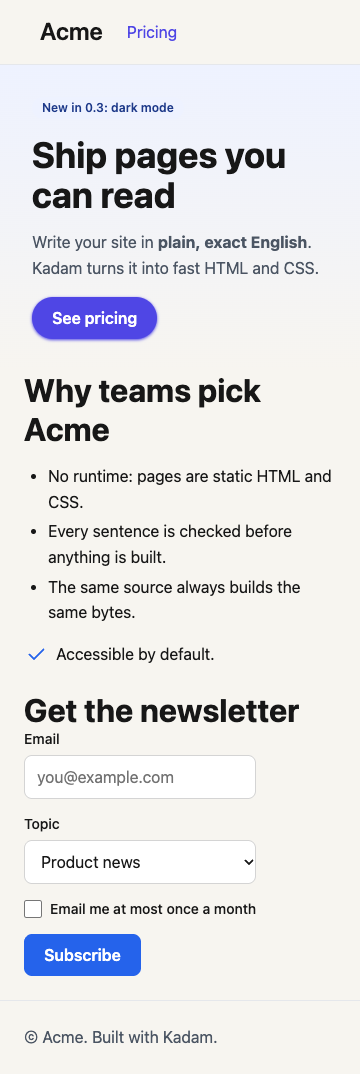 Acme Pricing
New in 0.3: dark mode
Ship pages you
can read
Write your site in plain, exact English.
Kadam turns it into fast HTML and CSS.
See pricing
Why teams pick
Acme
• No runtime: pages are static HTML and
CSS.
• Every sentence is checked before
anything is built.
• The same source always builds the
same bytes.
Accessible by default.
Get the newsletter
Email
you@example.com
Topic
Product news
Email me at most once a month
Subscribe
© Acme. Built with Kadam.